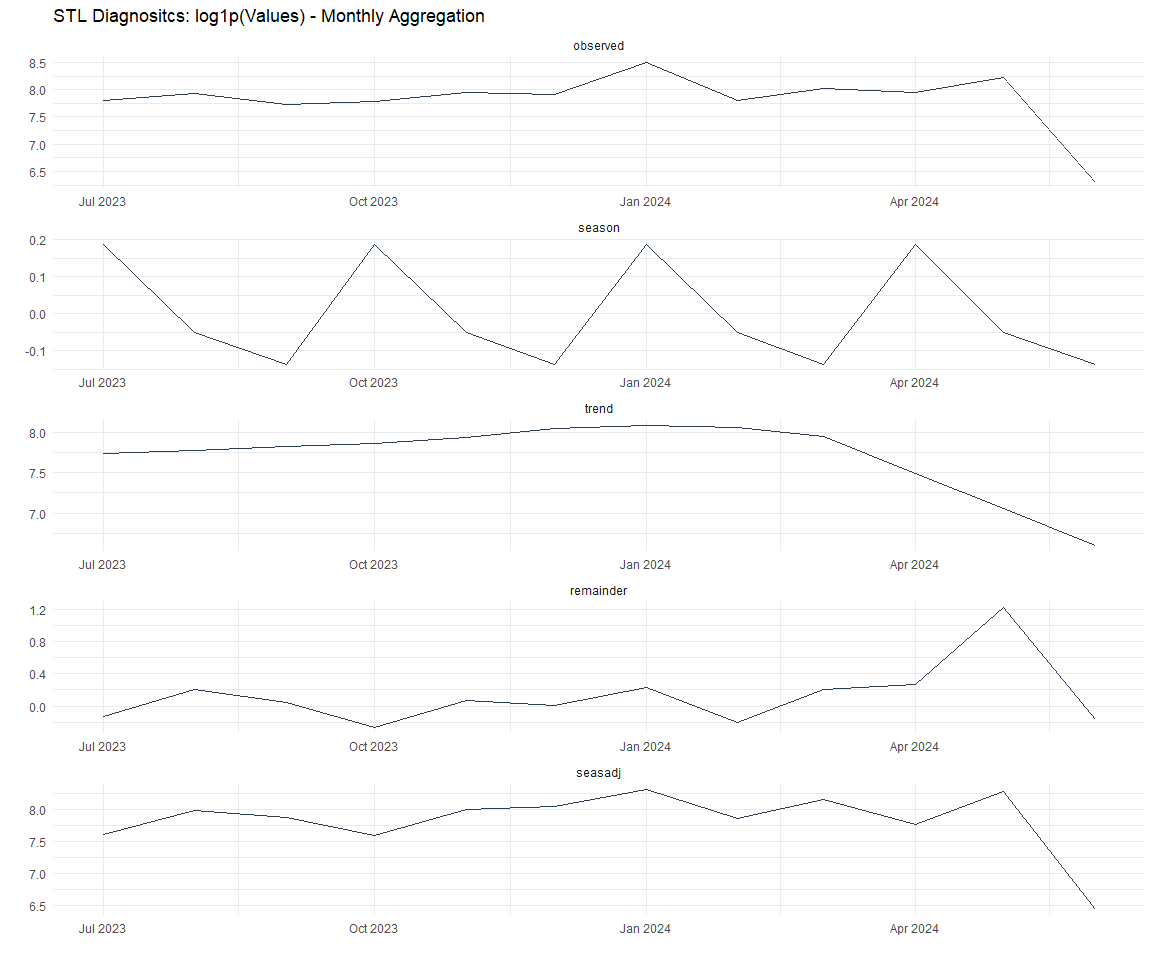 STL Diagnositcs: log1p(Values) - Monthly Aggregation
observed
8.5
8.0
7.5
7.0
6.5
Jul 2023 Oct 2023 Jan 2024 Apr 2024
season
0.2
0.1
0.0
-0.1
Jul 2023 Oct 2023 Jan 2024 Apr 2024
trend
8.0
7.5
7.0
Jul 2023 Oct 2023 Jan 2024 Apr 2024
remainder
1.2
0.8
0.4
0.0
Jul 2023 Oct 2023 Jan 2024 Apr 2024
seasadj
8.0
7.5
7.0
6.5
Jul 2023 Oct 2023 Jan 2024 Apr 2024